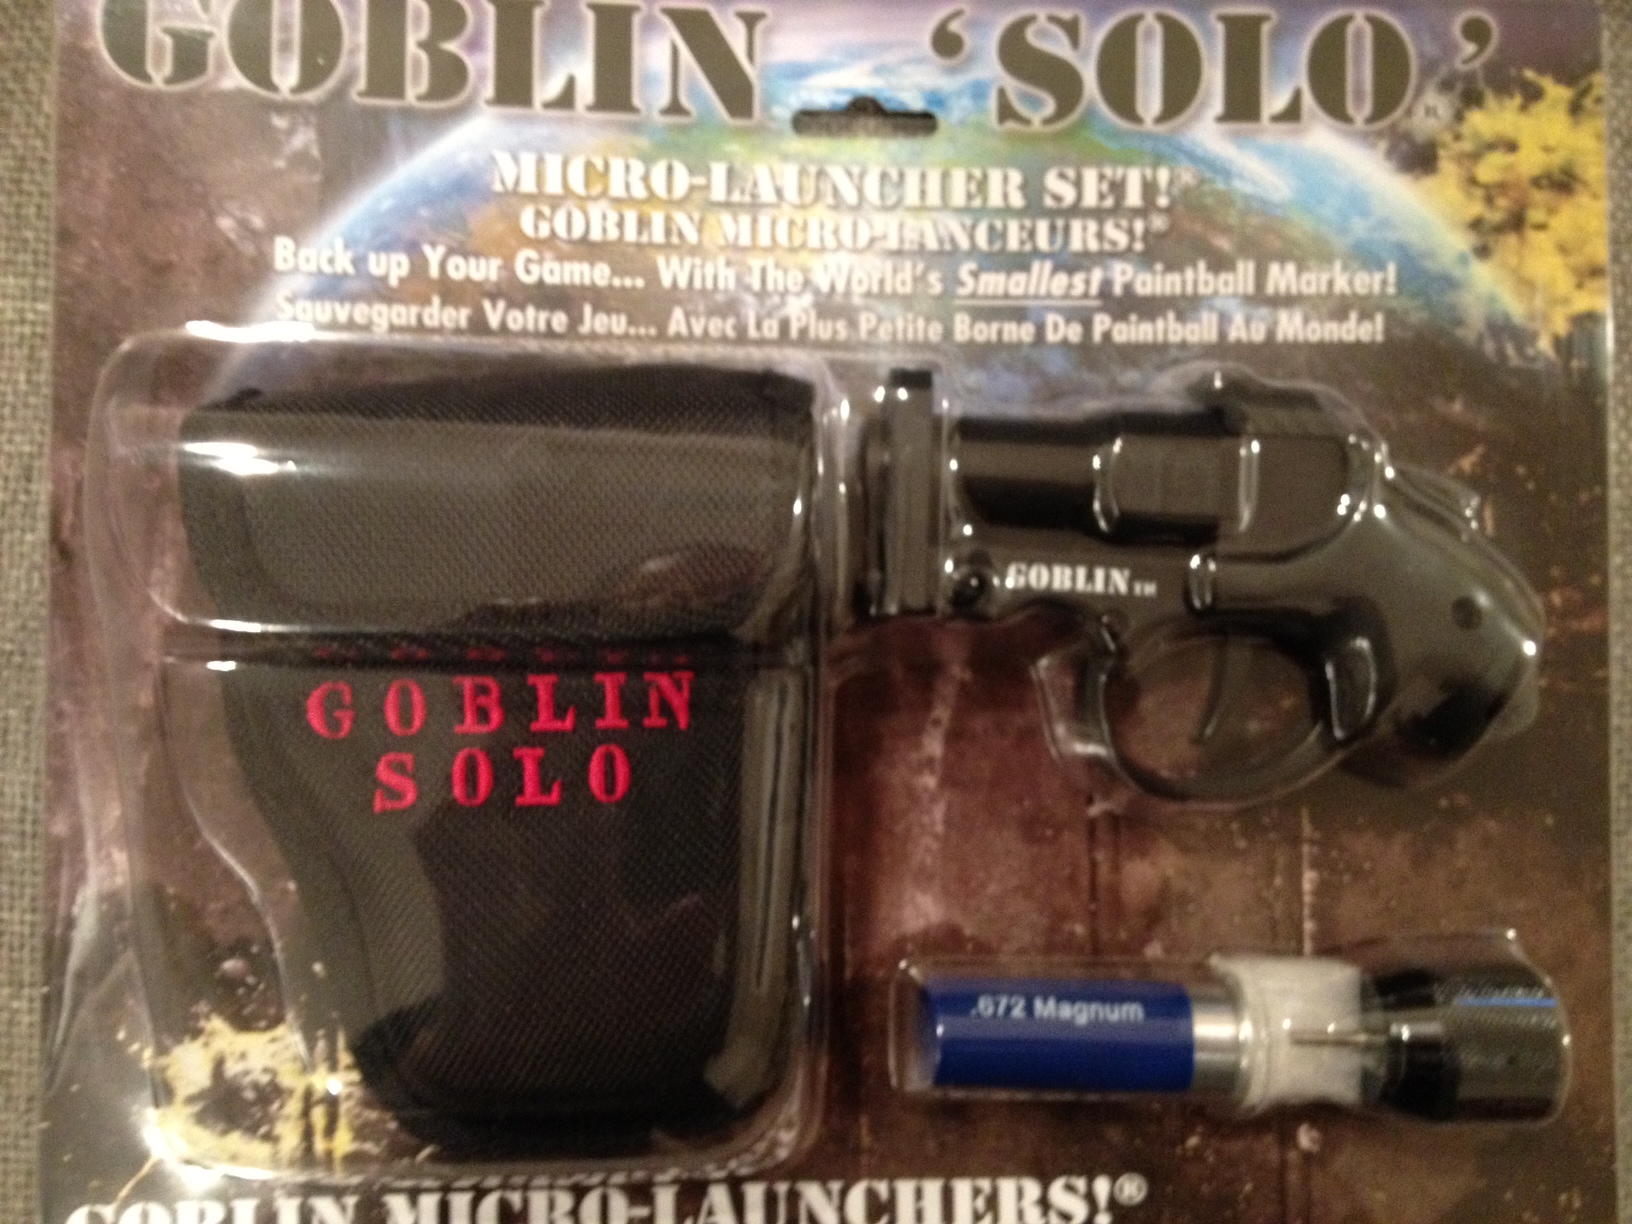 GOBLIN 'SOLO'®
MICRO-LAUNCHER SET!®
GOBLIN MICRO-LANCEURS!®
Back up Your Game... With The World's Smallest Paintball Marker!
Sauvegarder Votre Jeu... Avec La Plus Petite Borne De Paintball Au Monde!
GOBLIN™
GOBLIN
SOLO
.672 Magnum
GOBLIN MICRO-LAUNCHERS!®